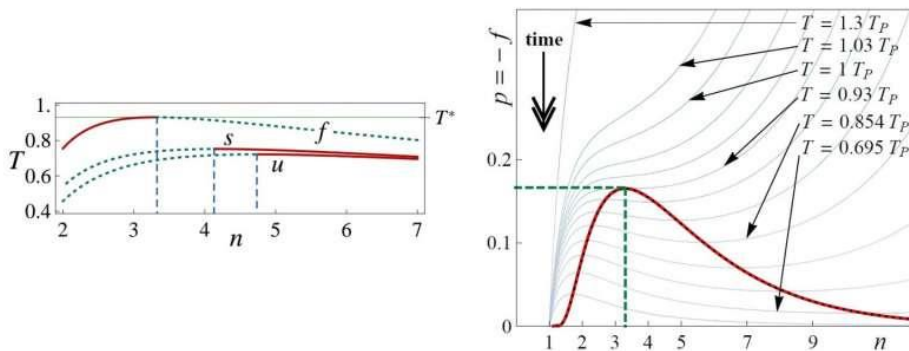 1.
0.8
0.6
0.4
T
2 3 4 5 6 7
n
s
u
f
T*
p = − f
0.2
0.1
0
1 2 3 4 5 7 9 n
time
T = 1.3 T_P
T = 1.03 T_P
T = 1 T_P
T = 0.93 T_P
T = 0.854 T_P
T = 0.695 T_P